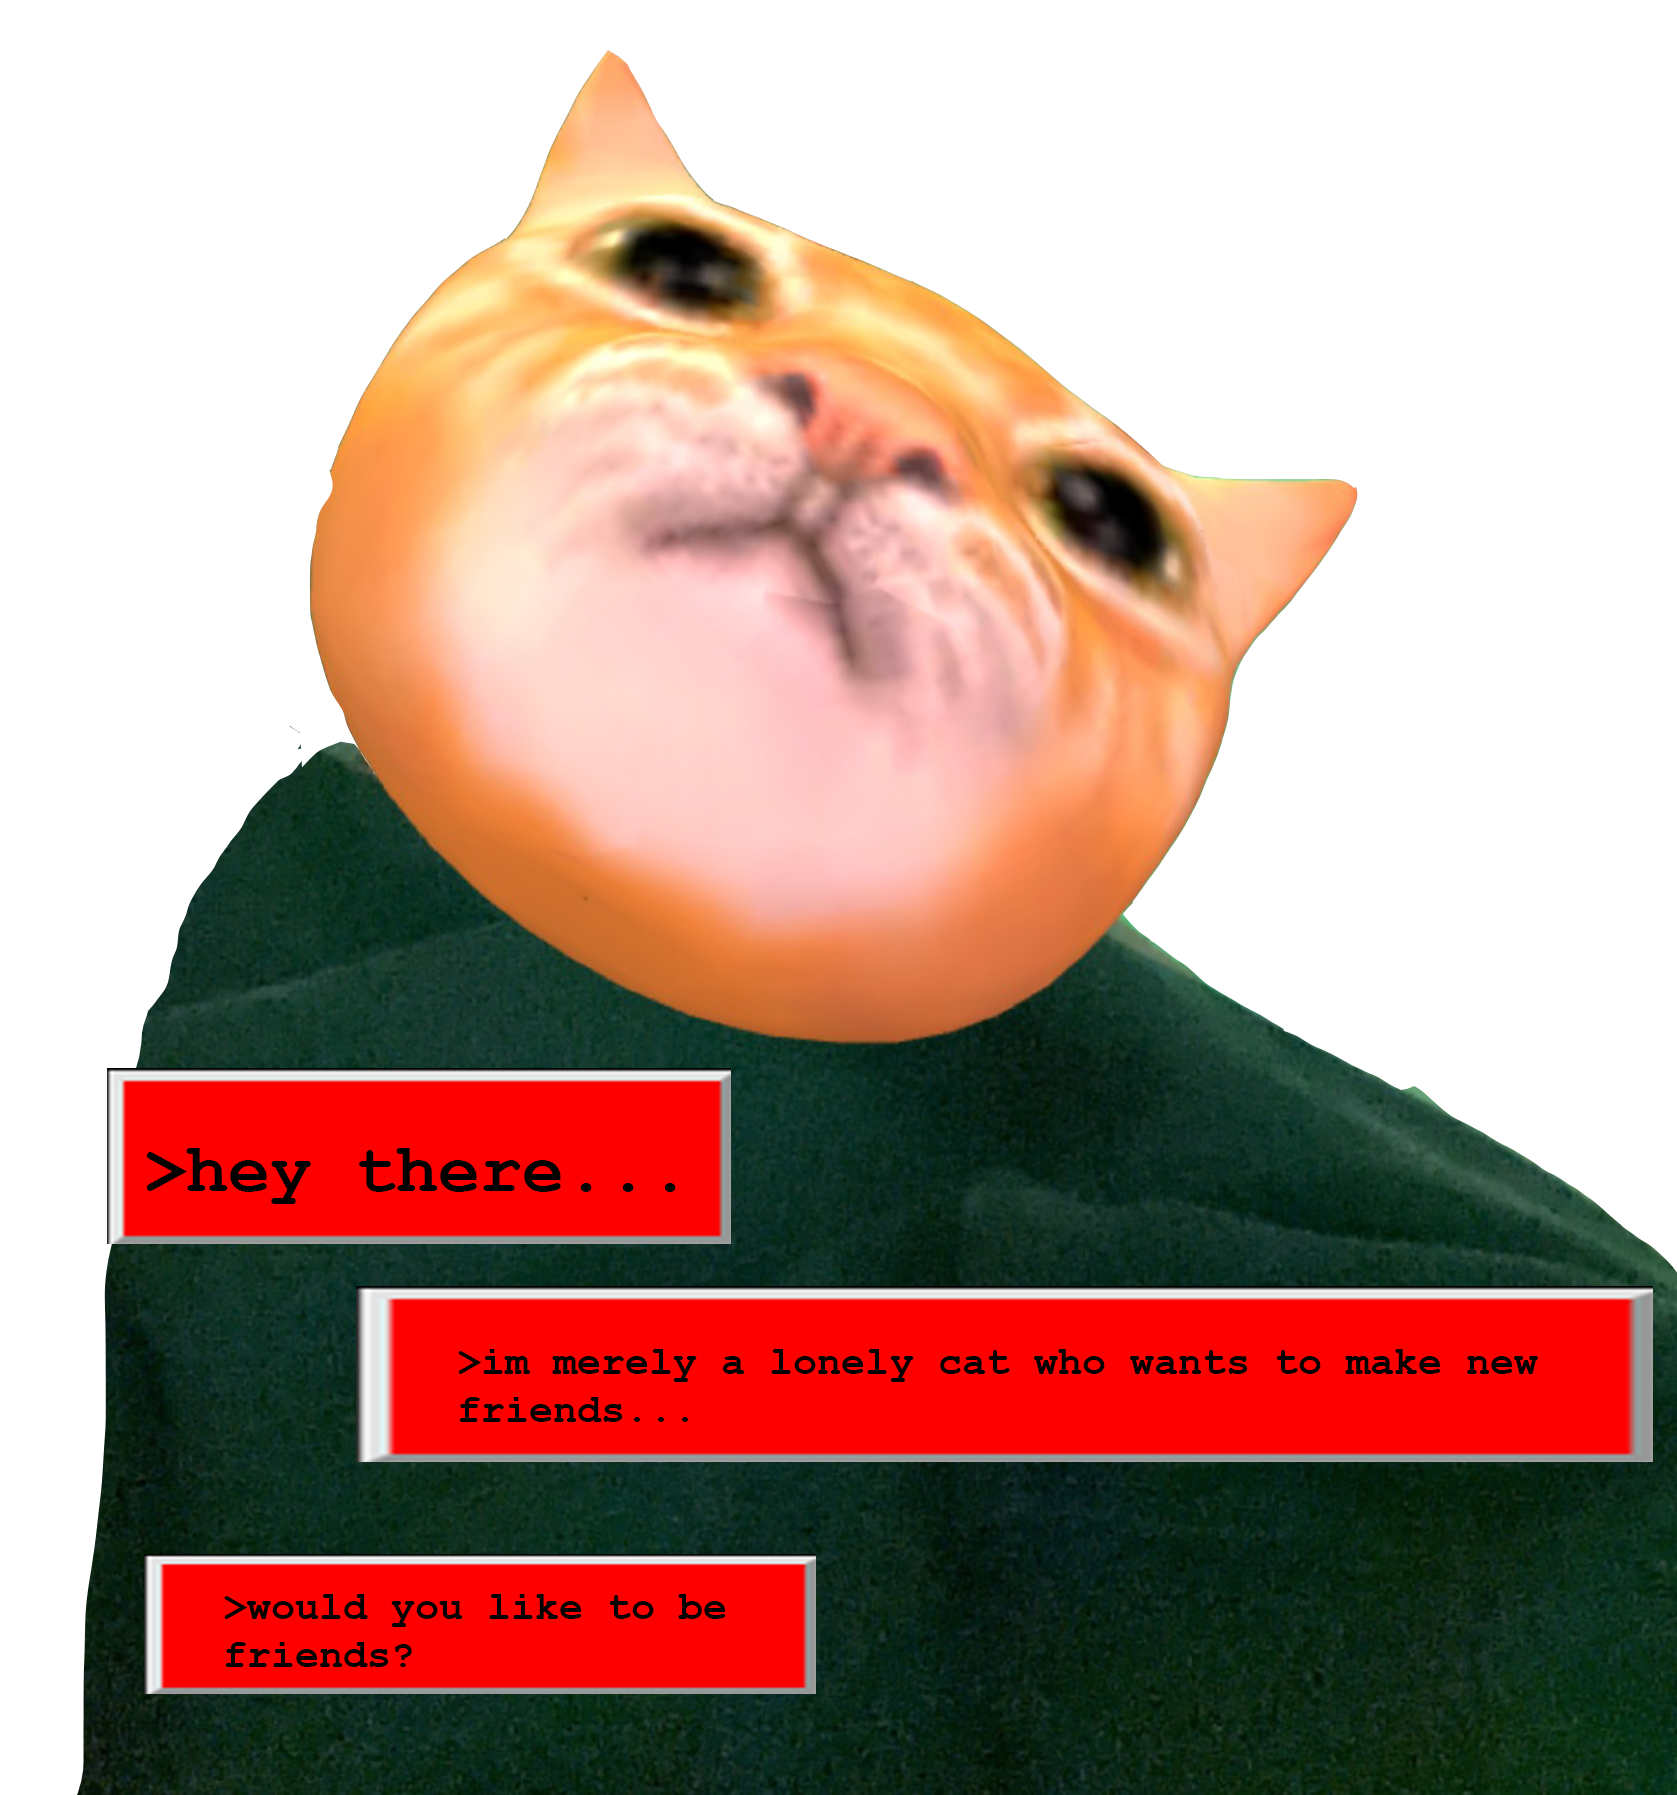 >hey there...
>im merely a lonely cat who wants to make new
friends...
>would you like to be
friends?